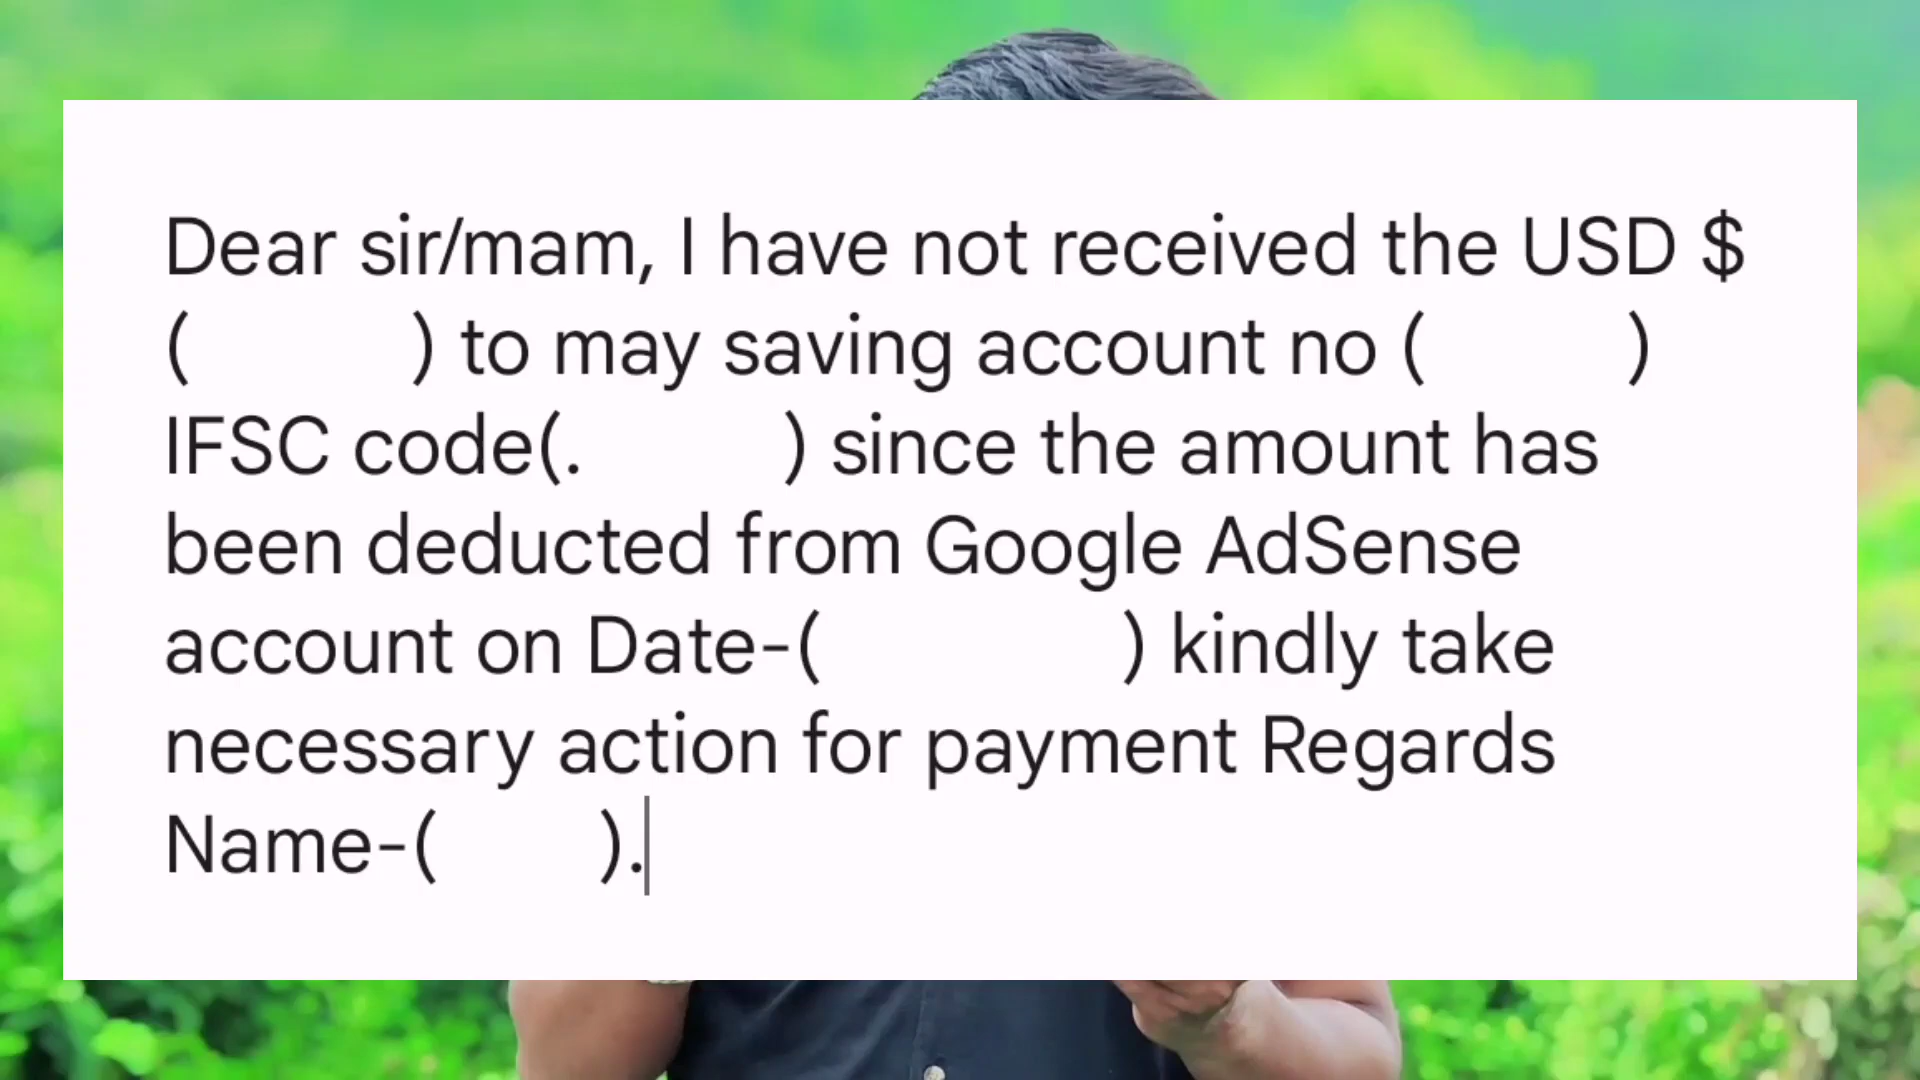 Dear sir/mam, I have not received the USD $
(          ) to may saving account no (         )
IFSC code(.         ) since the amount has
been deducted from Google AdSense
account on Date-(             ) kindly take
necessary action for payment Regards
Name-(       ).